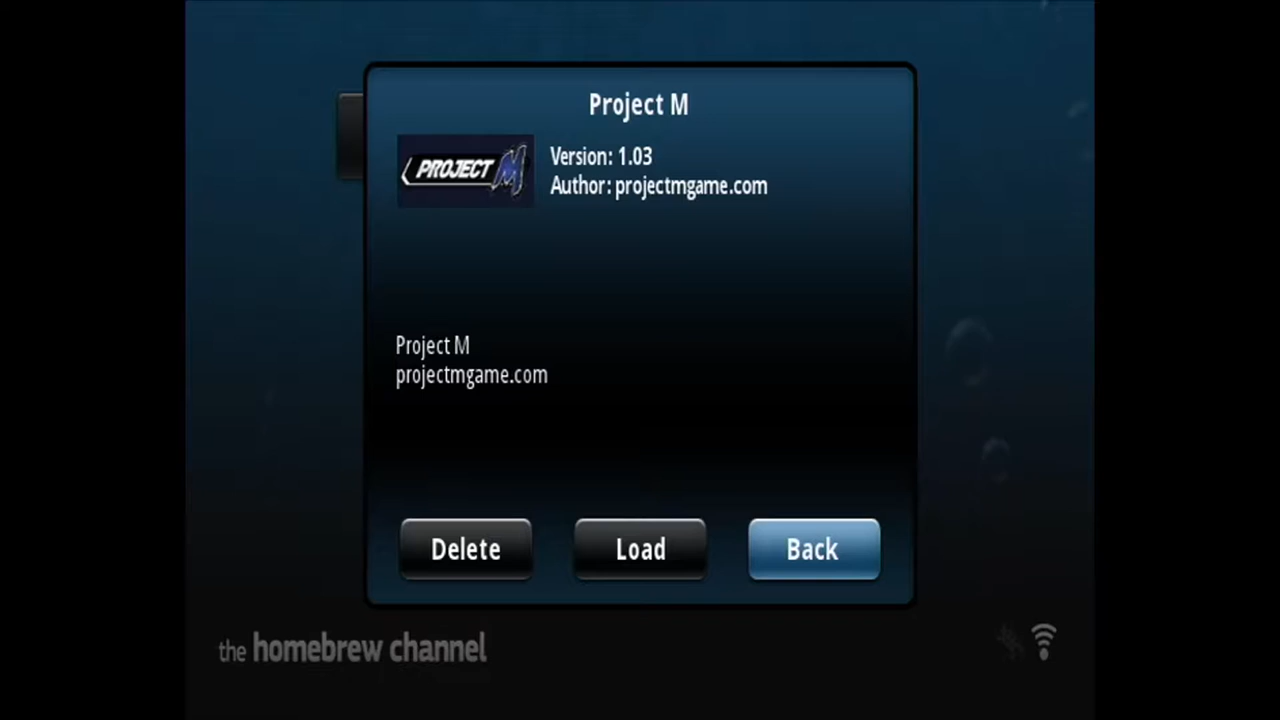 Project M
PROJECT M
Version: 1.03
Author: projectmgame.com
Project M
projectmgame.com
Delete
Load
Back
the homebrew channel